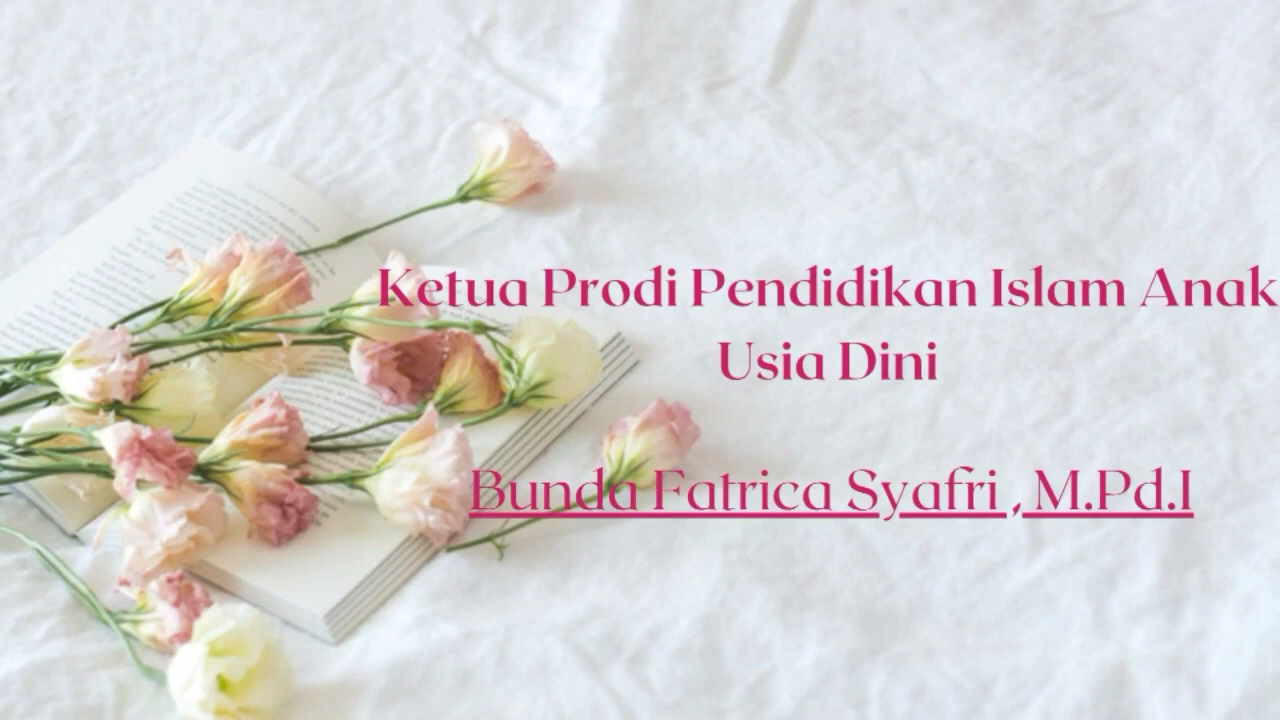 Ketua Prodi Pendidikan Islam Anak
Usia Dini
Bunda Fatrica Syafri , M.Pd.I